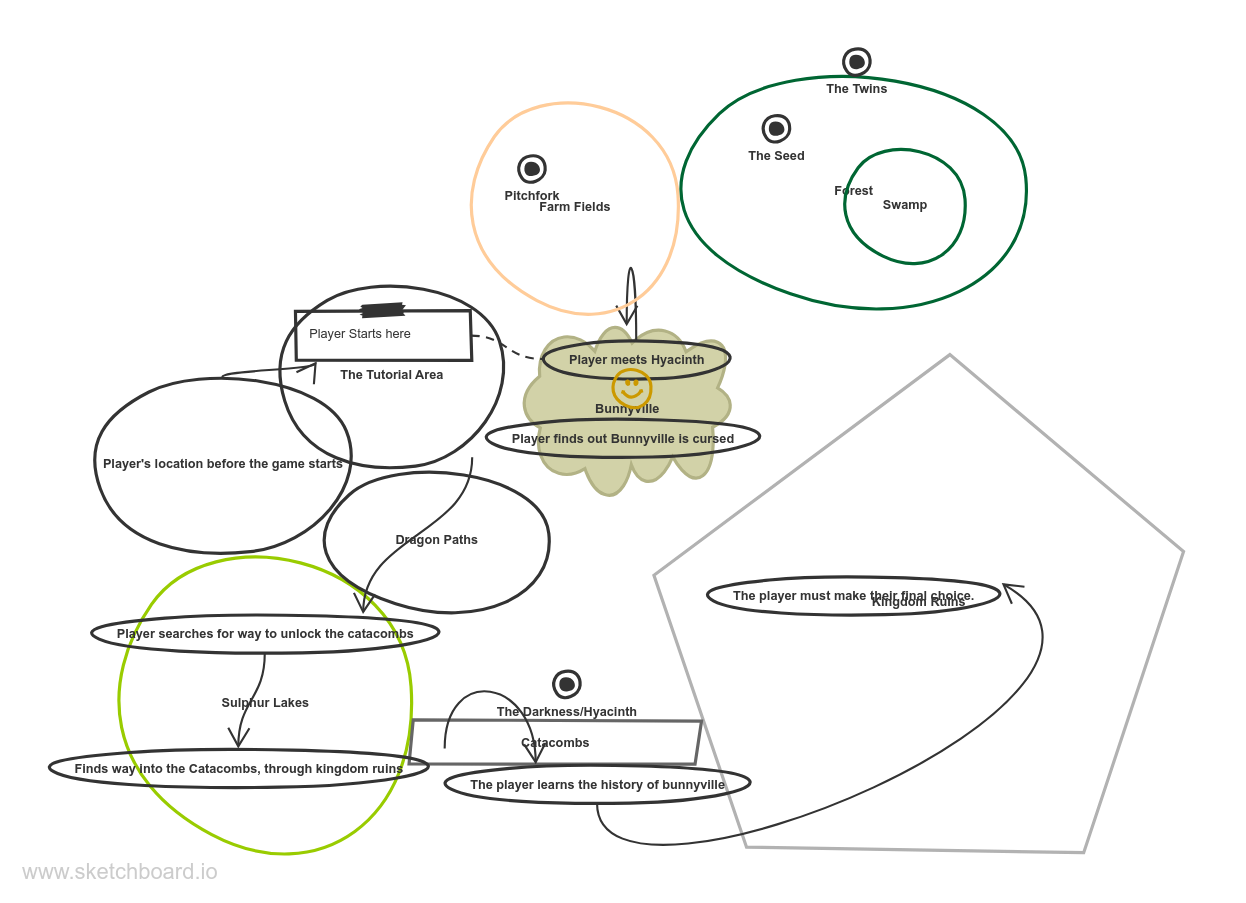 The Twins
The Seed
Pitchfork
Farm Fields
Forest
Swamp
Player Starts here
The Tutorial Area
Player meets Hyacinth
Bunnyville
Player finds out Bunnyville is cursed
Player's location before the game starts
Dragon Paths
The player must make their final choice.
Kingdom Ruins
Player searches for way to unlock the catacombs
Sulphur Lakes
The Darkness/Hyacinth
Catacombs
Finds way into the Catacombs, through kingdom ruins
The player learns the history of bunnyville
www.sketchboard.io